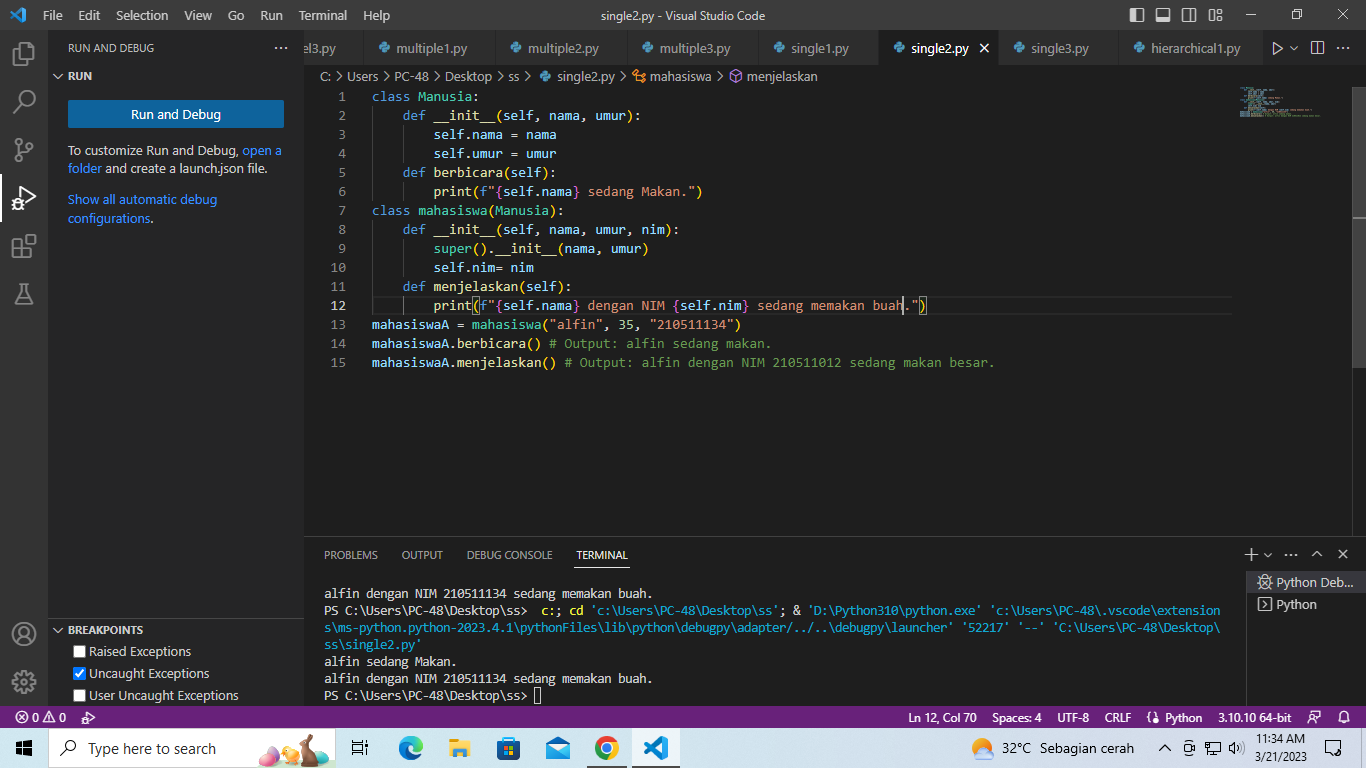 File Edit Selection View Go Run Terminal Help single2.py - Visual Studio Code
RUN AND DEBUG
RUN
Run and Debug
To customize Run and Debug, open a
folder and create a launch.json file.
Show all automatic debug
configurations.
BREAKPOINTS
Raised Exceptions
Uncaught Exceptions
User Uncaught Exceptions
el3.py multiple1.py multiple2.py multiple3.py single1.py single2.py single3.py hierarchical1.py
C: > Users > PC-48 > Desktop > ss > single2.py > mahasiswa > menjelaskan
1 class Manusia:
2 def __init__(self, nama, umur):
3 self.nama = nama
4 self.umur = umur
5 def berbicara(self):
6 print(f"{self.nama} sedang Makan.")
7 class mahasiswa(Manusia):
8 def __init__(self, nama, umur, nim):
9 super().__init__(nama, umur)
10 self.nim= nim
11 def menjelaskan(self):
12 print(f"{self.nama} dengan NIM {self.nim} sedang memakan buah.")
13 mahasiswaA = mahasiswa("alfin", 35, "210511134")
14 mahasiswaA.berbicara() # Output: alfin sedang makan.
15 mahasiswaA.menjelaskan() # Output: alfin dengan NIM 210511012 sedang makan besar.
PROBLEMS OUTPUT DEBUG CONSOLE TERMINAL
alfin dengan NIM 210511134 sedang memakan buah.
PS C:\Users\PC-48\Desktop\ss> c:; cd 'c:\Users\PC-48\Desktop\ss'; & 'D:\Python310\python.exe' 'c:\Users\PC-48\.vscode\extension
s\ms-python.python-2023.4.1\pythonFiles\lib\python\debugpy\adapter/../..\debugpy\launcher' '52217' '--' 'C:\Users\PC-48\Desktop\
ss\single2.py'
alfin sedang Makan.
alfin dengan NIM 210511134 sedang memakan buah.
PS C:\Users\PC-48\Desktop\ss>
Python Deb...
Python
0 0 Ln 12, Col 70 Spaces: 4 UTF-8 CRLF Python 3.10.10 64-bit
Type here to search 32°C Sebagian cerah 11:34 AM
3/21/2023